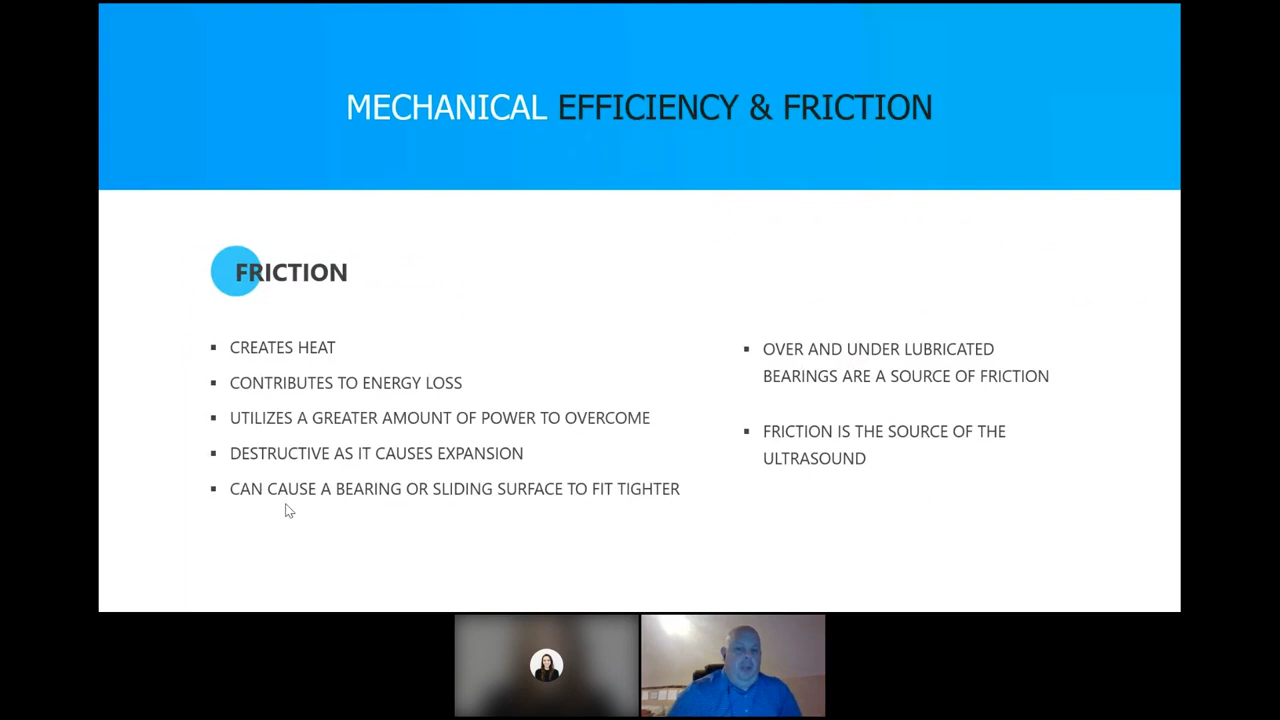 MECHANICAL EFFICIENCY & FRICTION
FRICTION
CREATES HEAT
CONTRIBUTES TO ENERGY LOSS
UTILIZES A GREATER AMOUNT OF POWER TO OVERCOME
DESTRUCTIVE AS IT CAUSES EXPANSION
CAN CAUSE A BEARING OR SLIDING SURFACE TO FIT TIGHTER
OVER AND UNDER LUBRICATED
BEARINGS ARE A SOURCE OF FRICTION
FRICTION IS THE SOURCE OF THE
ULTRASOUND